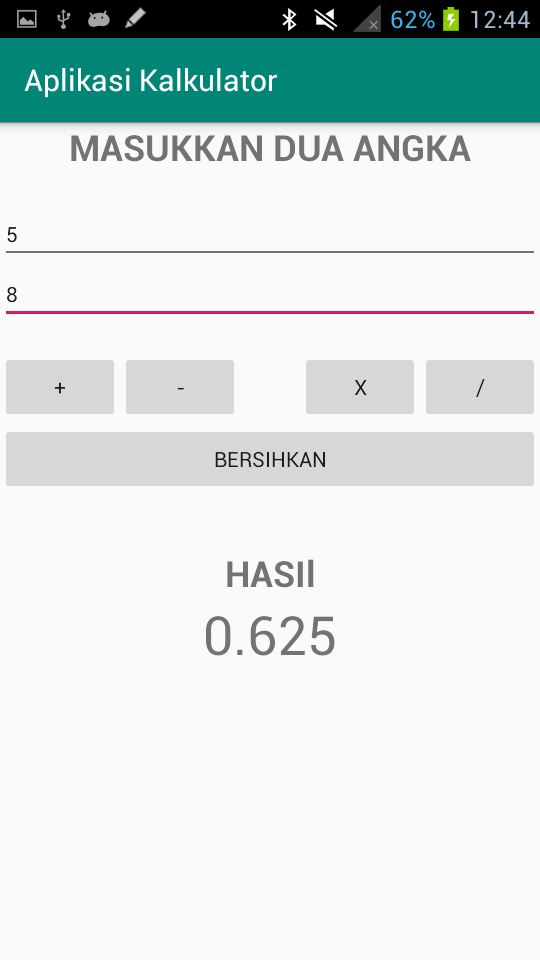 62% 12:44
Aplikasi Kalkulator
MASUKKAN DUA ANGKA
5
8
+ - X /
BERSIHKAN
HASIl
0.625